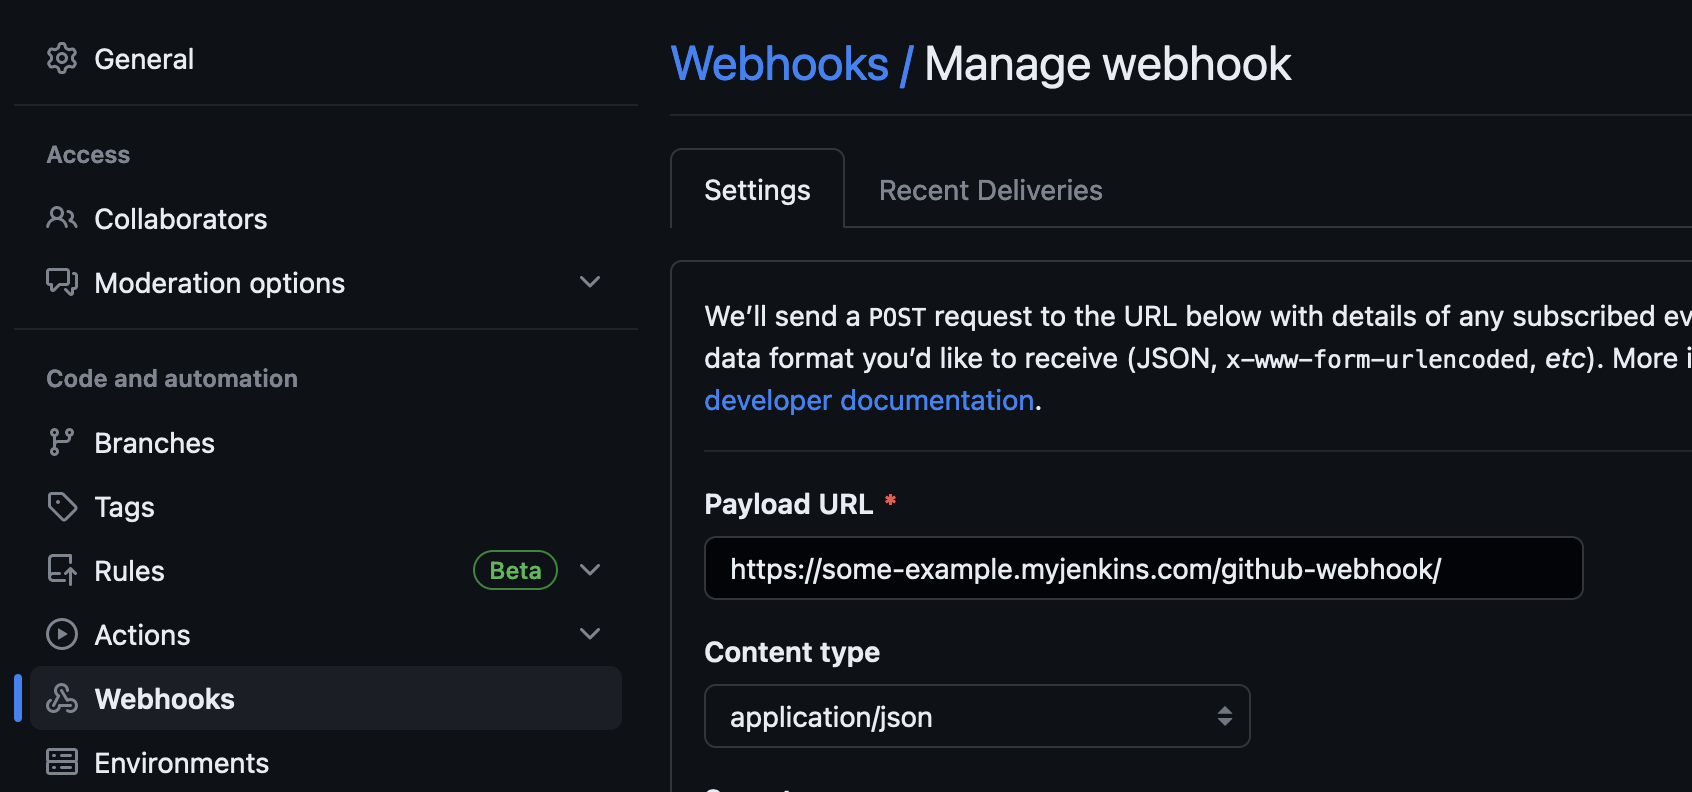 General
Access
Collaborators
Moderation options
Code and automation
Branches
Tags
Rules Beta
Actions
Webhooks
Environments
Webhooks / Manage webhook
Settings Recent Deliveries
We’ll send a POST request to the URL below with details of any subscribed ev
data format you’d like to receive (JSON, x-www-form-urlencoded, etc). More i
developer documentation.
Payload URL *
https://some-example.myjenkins.com/github-webhook/
Content type
application/json